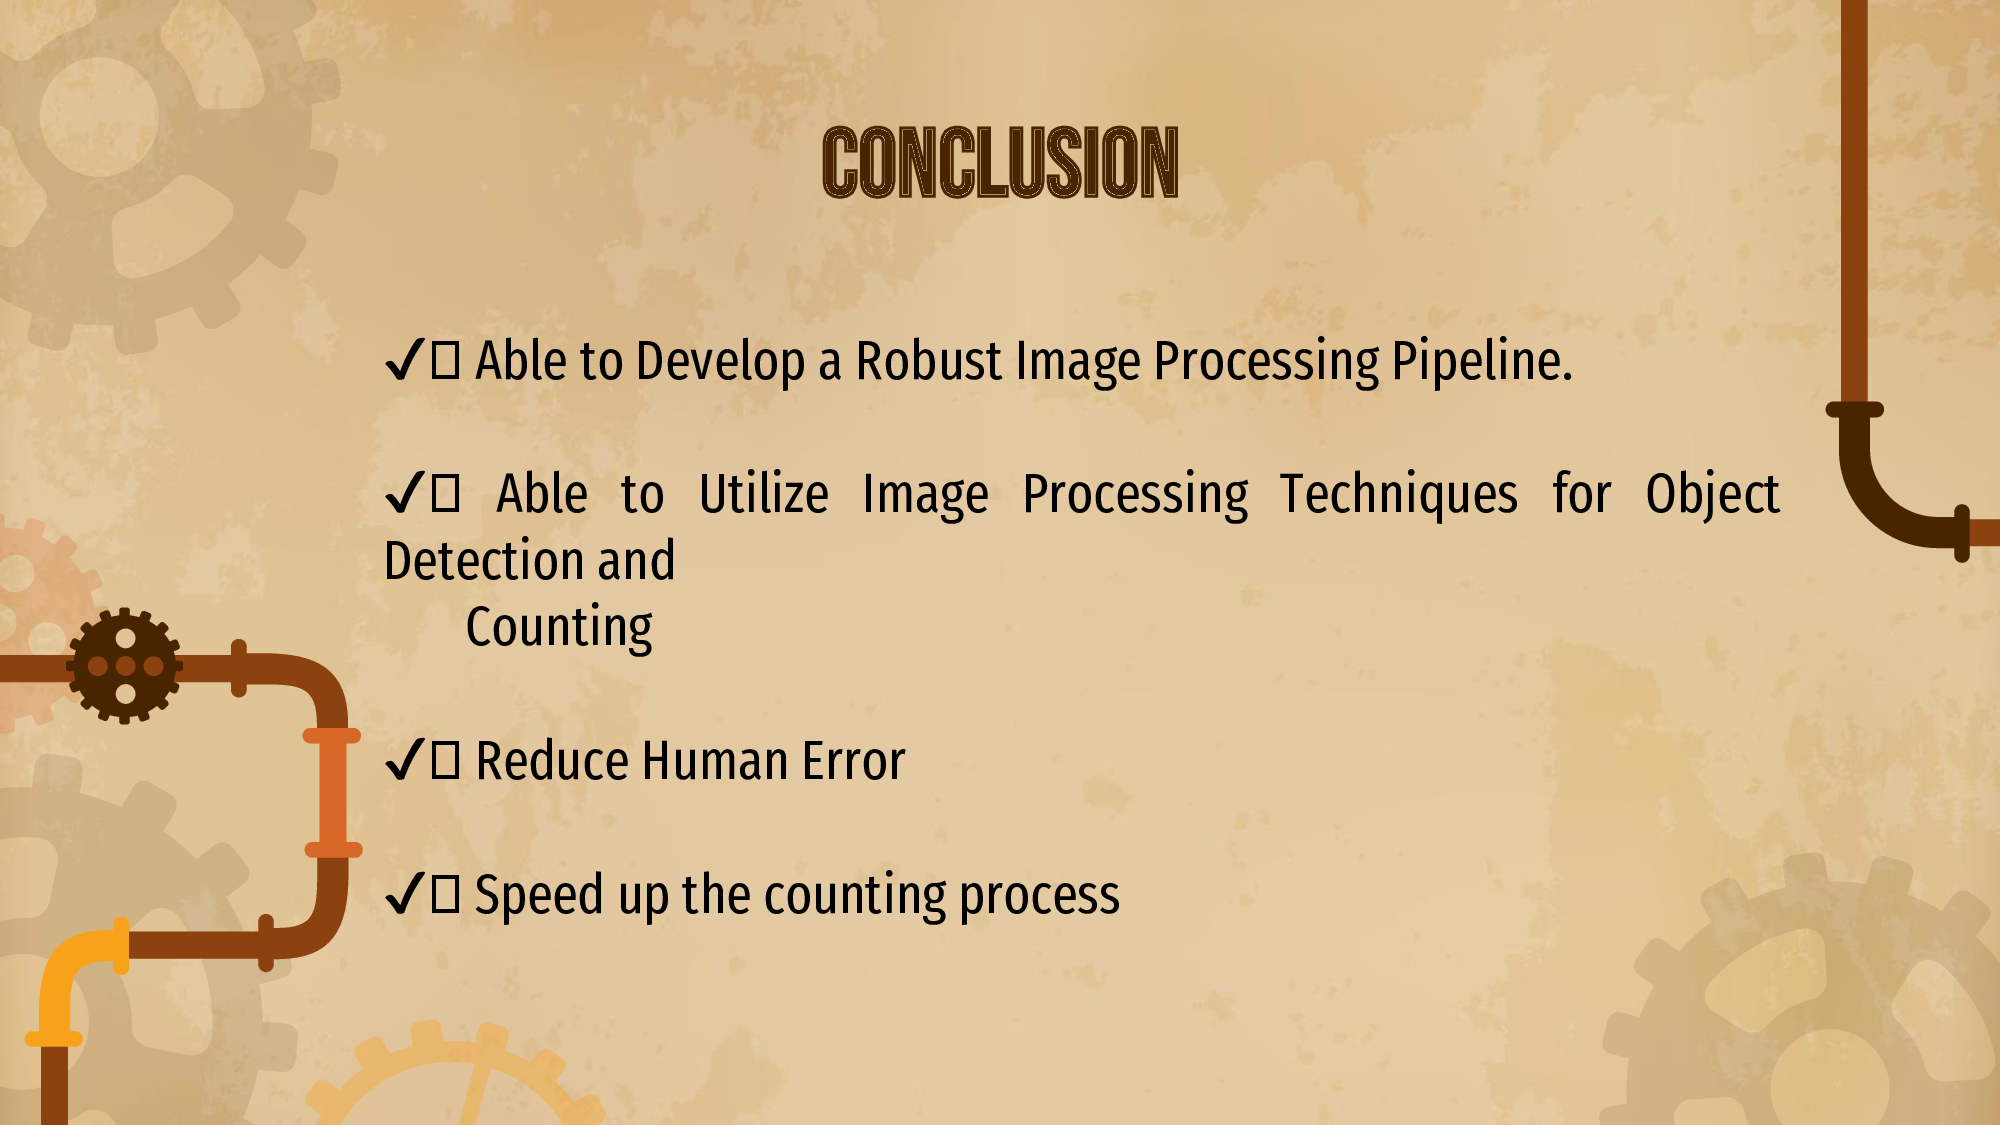 CONCLUSION
✓▯ Able to Develop a Robust Image Processing Pipeline.
✓▯ Able to Utilize Image Processing Techniques for Object
Detection and
Counting
✓▯ Reduce Human Error
✓▯ Speed up the counting process